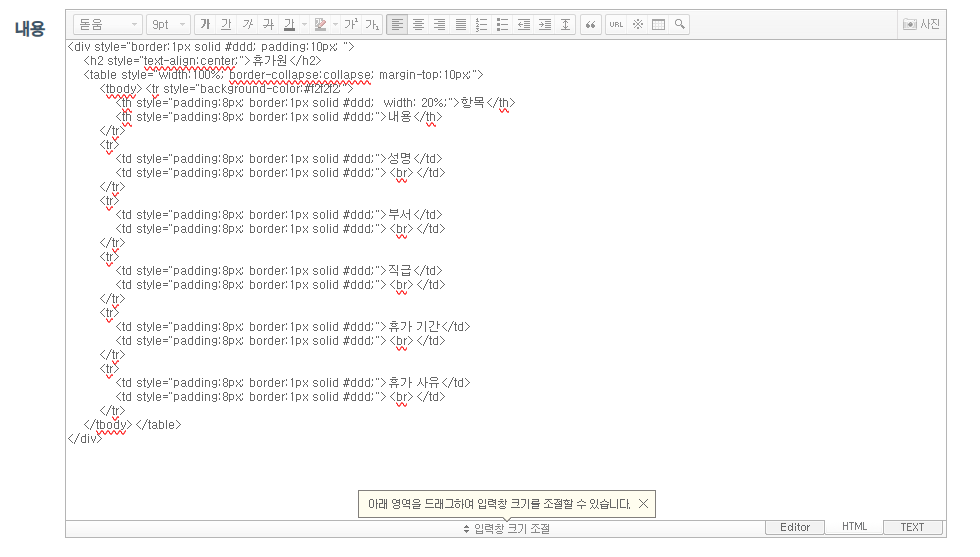 내용
돋움 9pt 가 가 가 가 가 가² 가₁ URL 사진
<div style="border:1px solid #ddd; padding:10px; ">
<h2 style="text-align:center;">휴가원</h2>
<table style="width:100%; border-collapse:collapse; margin-top:10px;">
<tbody><tr style="background-color:#f2f2f2;">
<th style="padding:8px; border:1px solid #ddd;  width: 20%;">항목</th>
<th style="padding:8px; border:1px solid #ddd;">내용</th>
</tr>
<tr>
<td style="padding:8px; border:1px solid #ddd;">성명</td>
<td style="padding:8px; border:1px solid #ddd;"><br></td>
</tr>
<tr>
<td style="padding:8px; border:1px solid #ddd;">부서</td>
<td style="padding:8px; border:1px solid #ddd;"><br></td>
</tr>
<tr>
<td style="padding:8px; border:1px solid #ddd;">직급</td>
<td style="padding:8px; border:1px solid #ddd;"><br></td>
</tr>
<tr>
<td style="padding:8px; border:1px solid #ddd;">휴가 기간</td>
<td style="padding:8px; border:1px solid #ddd;"><br></td>
</tr>
<tr>
<td style="padding:8px; border:1px solid #ddd;">휴가 사유</td>
<td style="padding:8px; border:1px solid #ddd;"><br></td>
</tr>
</tbody></table>
</div>
아래 영역을 드래그하여 입력창 크기를 조절할 수 있습니다.
입력창 크기 조절 Editor HTML TEXT